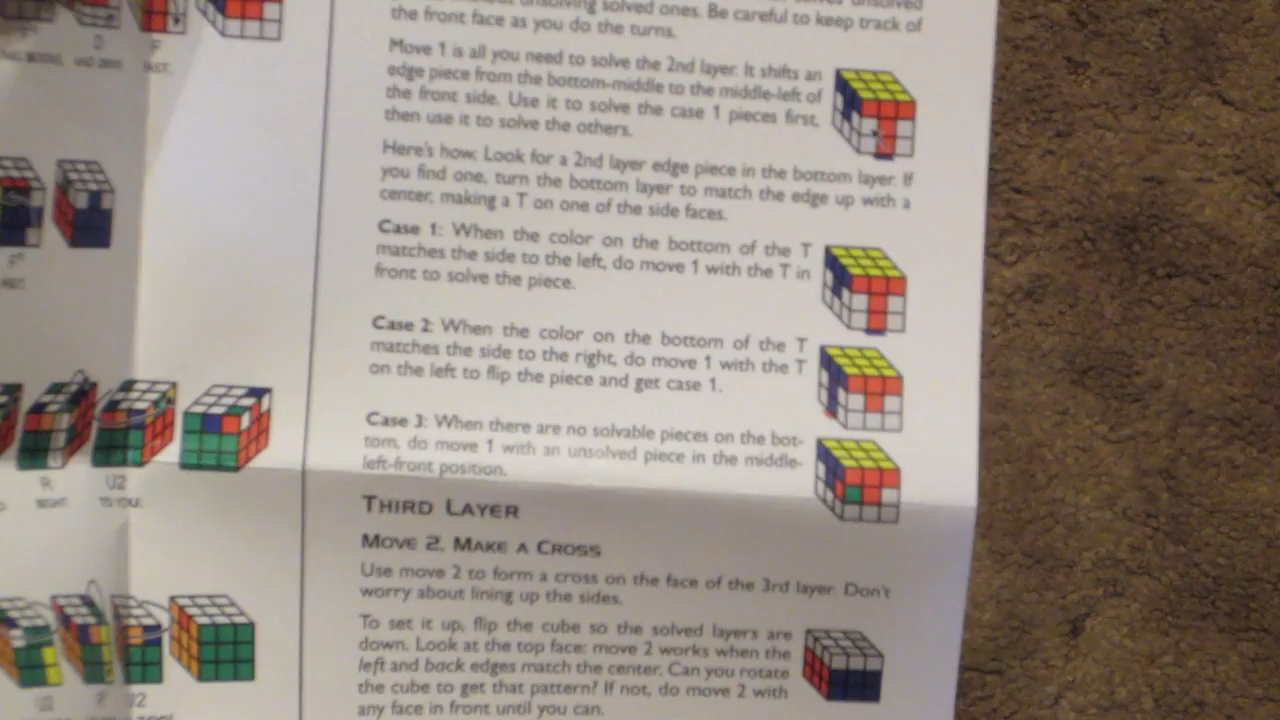 unsolving solved ones. Be careful to keep track of
the front face as you do the turns.
Move 1 is all you need to solve the 2nd layer. It shifts an
edge piece from the bottom-middle to the middle-left of
the front side. Use it to solve the case 1 pieces first,
then use it to solve the others.
Here's how. Look for a 2nd layer edge piece in the bottom layer. If
you find one, turn the bottom layer to match the edge up with a
center, making a T on one of the side faces.
Case 1: When the color on the bottom of the T
matches the side to the left, do move 1 with the T in
front to solve the piece.
Case 2: When the color on the bottom of the T
matches the side to the right, do move 1 with the T
on the left to flip the piece and get case 1.
Case 3: When there are no solvable pieces on the bot-
tom, do move 1 with an unsolved piece in the middle-
left-front position.
THIRD LAYER
MOVE 2. MAKE A CROSS
Use move 2 to form a cross on the face of the 3rd layer. Don't
worry about lining up the sides.
To set it up, flip the cube so the solved layers are
down. Look at the top face: move 2 works when the
left and back edges match the center. Can you rotate
the cube to get that pattern? If not, do move 2 with
any face in front until you can.
D F
R U2
RIGHT TO YOU.
U2